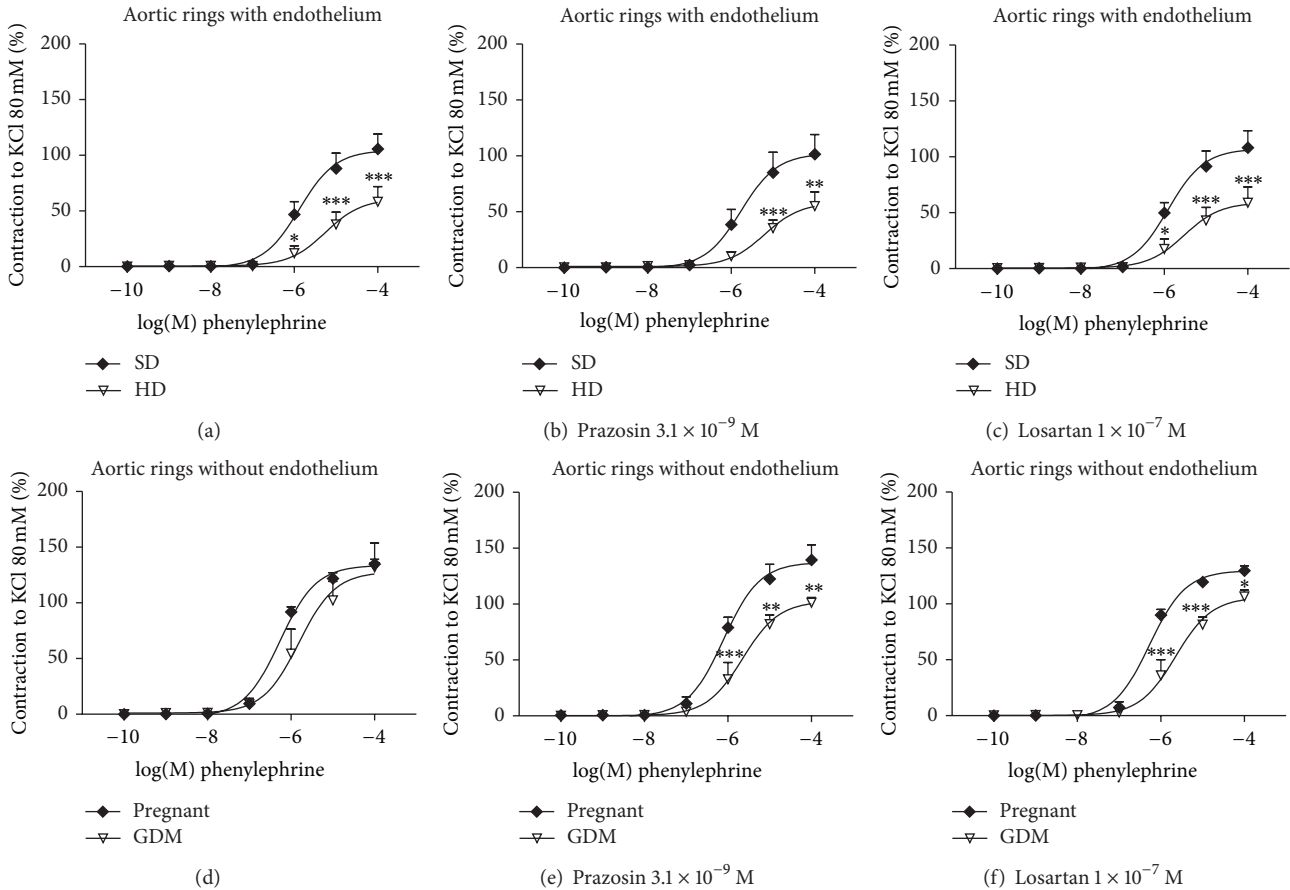 Aortic rings with endothelium
Contraction to KCl 80 mM (%)
200
150
100
50
0
*
***
***
−10
−8
−6
−4
log(M) phenylephrine
SD
HD
(a)
Aortic rings with endothelium
Contraction to KCl 80 mM (%)
200
150
100
50
0
***
**
−10
−8
−6
−4
log(M) phenylephrine
SD
HD
(b) Prazosin 3.1 × 10⁻⁹ M
Aortic rings with endothelium
Contraction to KCl 80 mM (%)
200
150
100
50
0
*
***
***
−10
−8
−6
−4
log(M) phenylephrine
SD
HD
(c) Losartan 1 × 10⁻⁷ M
Aortic rings without endothelium
Contraction to KCl 80 mM (%)
200
150
100
50
0
−10
−8
−6
−4
log(M) phenylephrine
Pregnant
GDM
(d)
Aortic rings without endothelium
Contraction to KCl 80 mM (%)
200
150
100
50
0
***
**
**
−10
−8
−6
−4
log(M) phenylephrine
Pregnant
GDM
(e) Prazosin 3.1 × 10⁻⁹ M
Aortic rings without endothelium
Contraction to KCl 80 mM (%)
200
150
100
50
0
***
***
*
−10
−8
−6
−4
log(M) phenylephrine
Pregnant
GDM
(f) Losartan 1 × 10⁻⁷ M